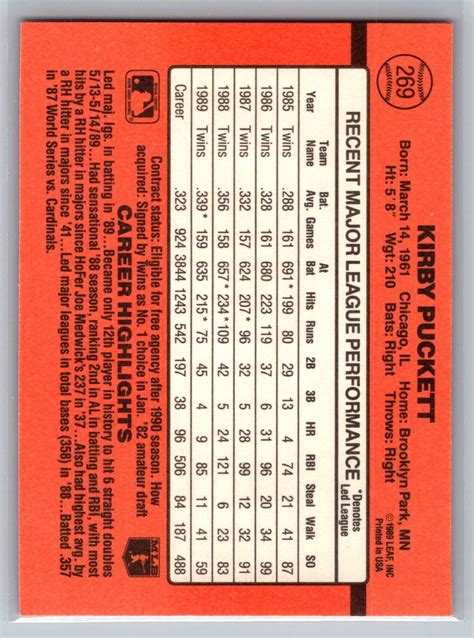 269
KIRBY PUCKETT
Born: March 14, 1961 Chicago, IL Home: Brooklyn Park, MN
Ht: 5' 8" Wgt: 210 Bats: Right Throws: Right
© 1989 LEAF, INC
Printed in USA
RECENT MAJOR LEAGUE PERFORMANCE
*Denotes Led League
Year Team Bat. Avg. Games At Bat Hits Runs 2B 3B HR RBI Steal Walk SO
1985 Twins .288 161 691* 199 80 29 13 4 74 21 41 87
1986 Twins .328 161 680 223 119 37 6 31 96 20 34 99
1987 Twins .332 157 624 207* 96 32 5 28 99 12 32 91
1988 Twins .356 158 657* 234* 109 42 5 24 121 6 23 83
1989 Twins .339* 159 635 215* 75 45 4 9 85 11 41 59
Career .323 924 3844 1243 542 197 38 96 506 84 187 488
Contract status: Eligible for free agency after 1990 season. How
acquired: Signed by Twins as No. 1 choice in Jan. '82 amateur draft
CAREER HIGHLIGHTS
MLB
Led maj. lgs. in batting in '89...Became only 12th player in history to hit 6 straight doubles
5/13-5/14/89...Had sensational '88 season, ranking 2nd in AL in batting and RBI, with most hits by
a RH hitter in majors since HoFer Joe Medwick's 237 in '37...Also had highest avg. by
a RH hitter in majors since '41...Led major leagues in total bases (358) in '88...Batted .357
in '87 World Series vs. Cardinals.